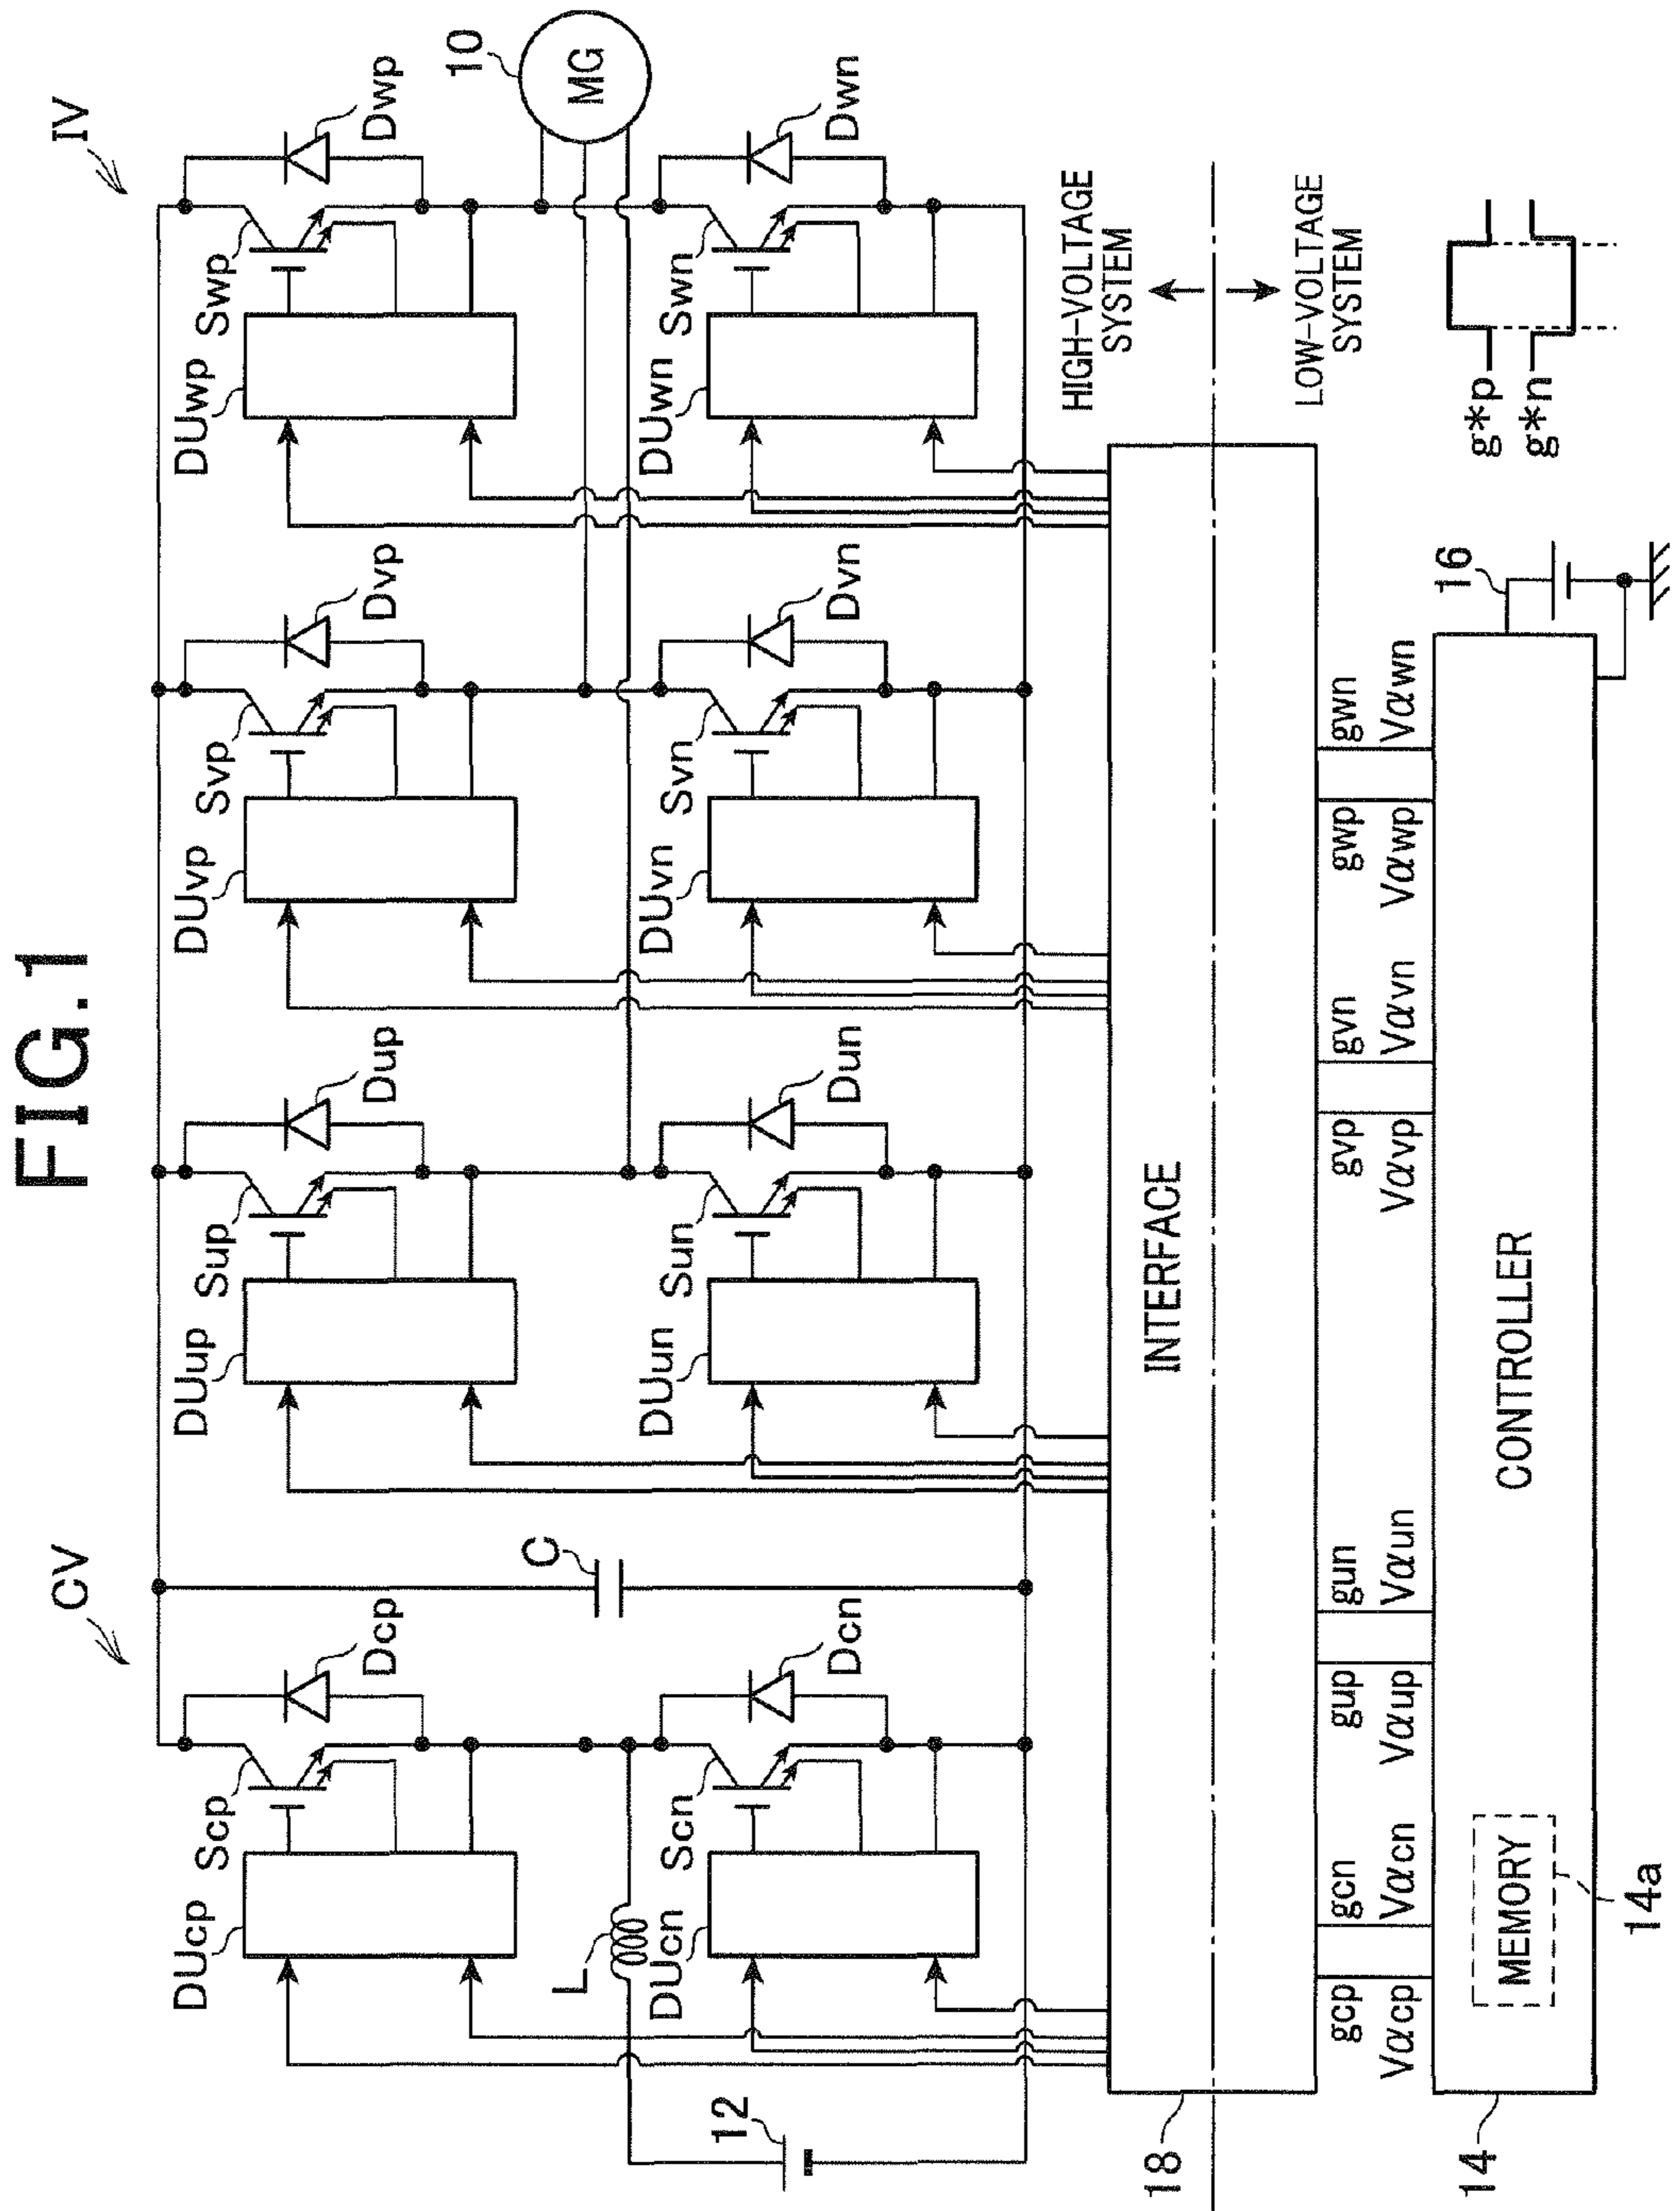 FIG.1
CV
IV
DUcp
Scp
Dcp
C
DUup
Sup
Dup
DUvp
Svp
Dvp
DUwp
Swp
Dwp
10
MG
12
L
DUcn
Scn
Dcn
DUun
Sun
Dun
DUvn
Svn
Dvn
DUwn
Swn
Dwn
HIGH-VOLTAGE
SYSTEM
LOW-VOLTAGE
SYSTEM
18
INTERFACE
gcp
Vαcp
gcn
Vαcn
gup
Vαup
gun
Vαun
gvp
Vαvp
gvn
Vαvn
gwp
Vαwp
gwn
Vαwn
16
14
MEMORY
14a
CONTROLLER
g*p
g*n